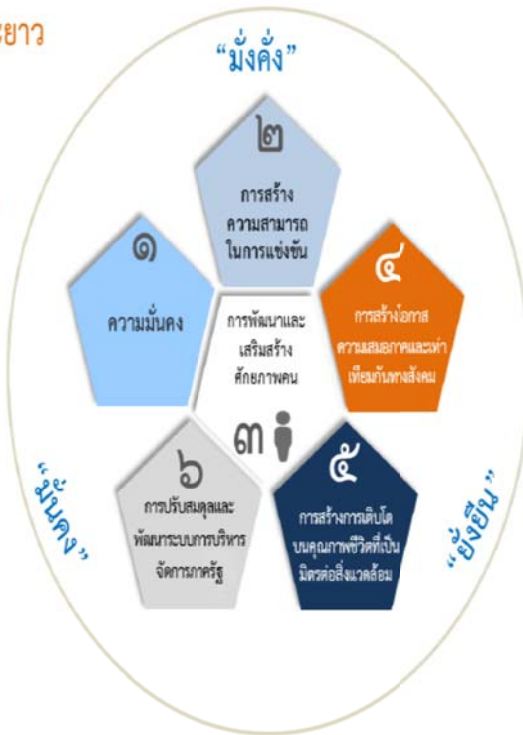 ะยาว
“มั่งคั่ง”
๒
การสร้าง
ความสามารถ
ในการแข่งขัน
๑
ความมั่นคง
๔
การสร้างโอกาส
ความเสมอภาคและเท่า
เทียมกันทางสังคม
การพัฒนาและ
เสริมสร้าง
ศักยภาพคน
๓
๖
การปรับสมดุลและ
พัฒนาระบบการบริหาร
จัดการภาครัฐ
๕
การสร้างการเติบโต
บนคุณภาพชีวิตที่เป็น
มิตรต่อสิ่งแวดล้อม
“มั่นคง”
“ยั่งยืน”